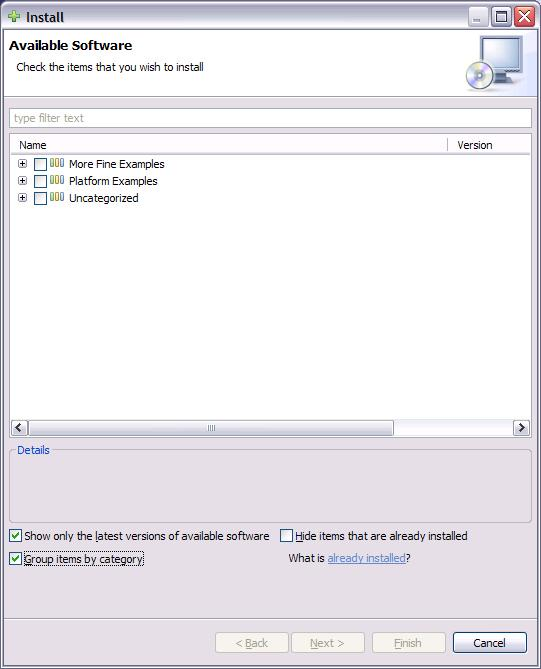 Install
Available Software
Check the items that you wish to install
type filter text
Name Version
More Fine Examples
Platform Examples
Uncategorized
Details
Show only the latest versions of available software Hide items that are already installed
Group items by category What is already installed?
< Back Next > Finish Cancel